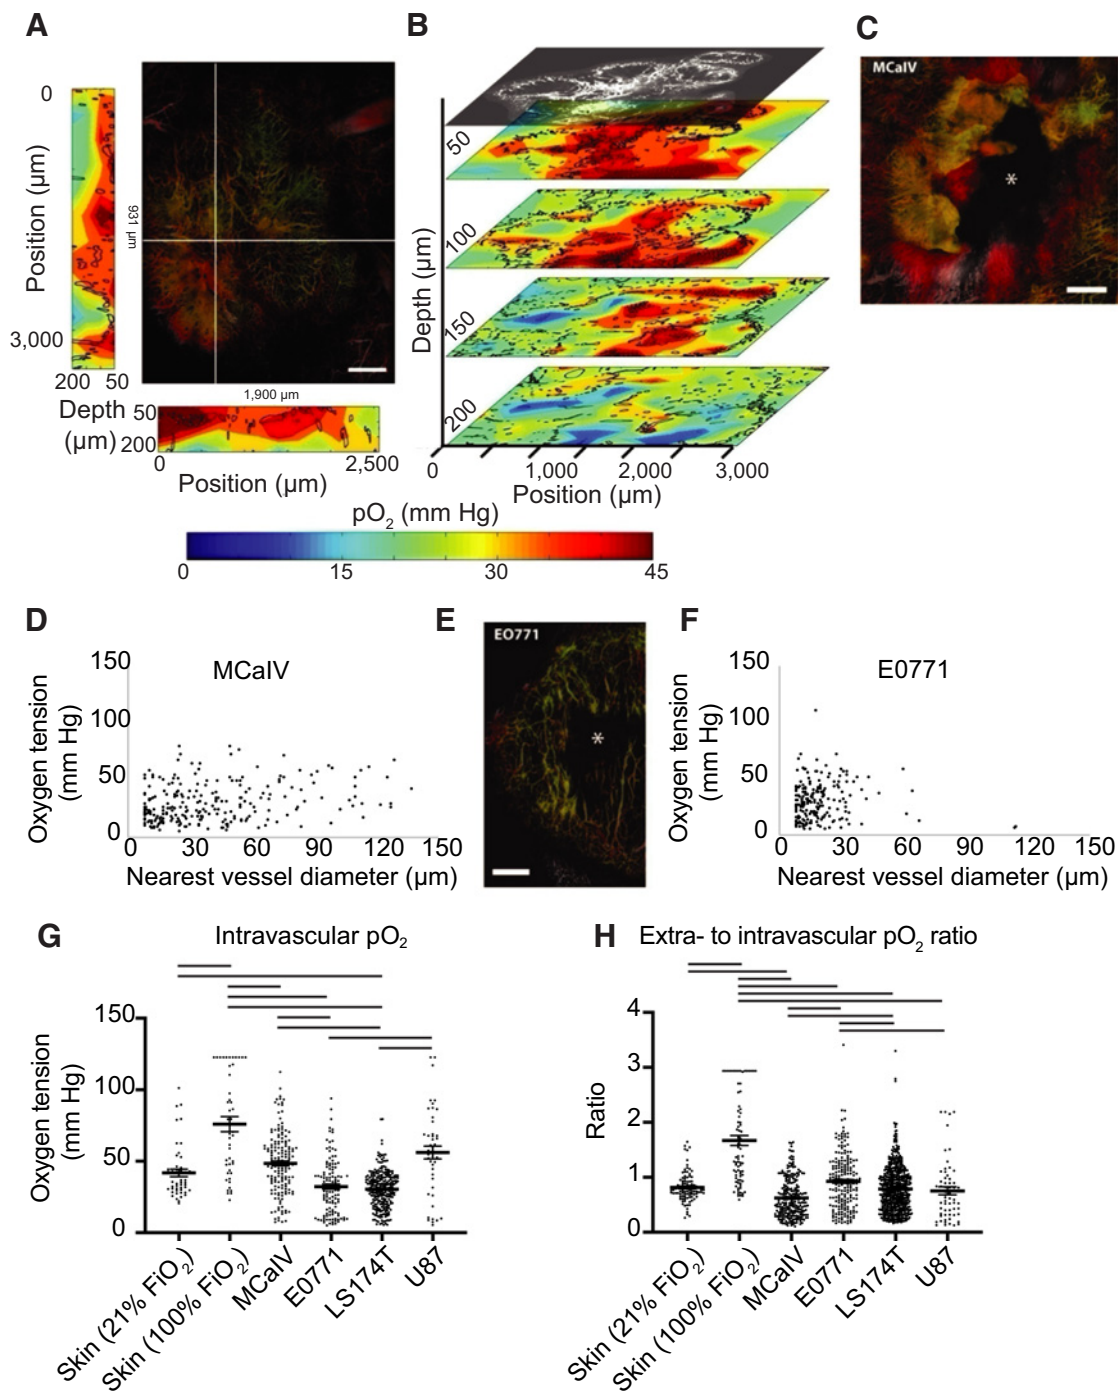 A
B
C
0
Position (µm)
3,000
200 50
931 µm
1,900 µm
Depth
(µm)
50
200
0
2,500
Position (µm)
50
100
150
200
Depth (µm)
0
1,000
2,000
3,000
Position (µm)
MCaIV
*
pO2 (mm Hg)
0
15
30
45
D
MCaIV
150
100
50
0
Oxygen tension
(mm Hg)
0 30 60 90 120 150
Nearest vessel diameter (µm)
E
EO771
*
F
E0771
150
100
50
0
Oxygen tension
(mm Hg)
0 30 60 90 120 150
Nearest vessel diameter (µm)
G
Intravascular pO2
150
100
50
0
Oxygen tension
(mm Hg)
Skin (21% FiO2)
Skin (100% FiO2)
MCaIV
E0771
LS174T
U87
H
Extra- to intravascular pO2 ratio
4
3
2
1
0
Ratio
Skin (21% FiO2)
Skin (100% FiO2)
MCaIV
E0771
LS174T
U87